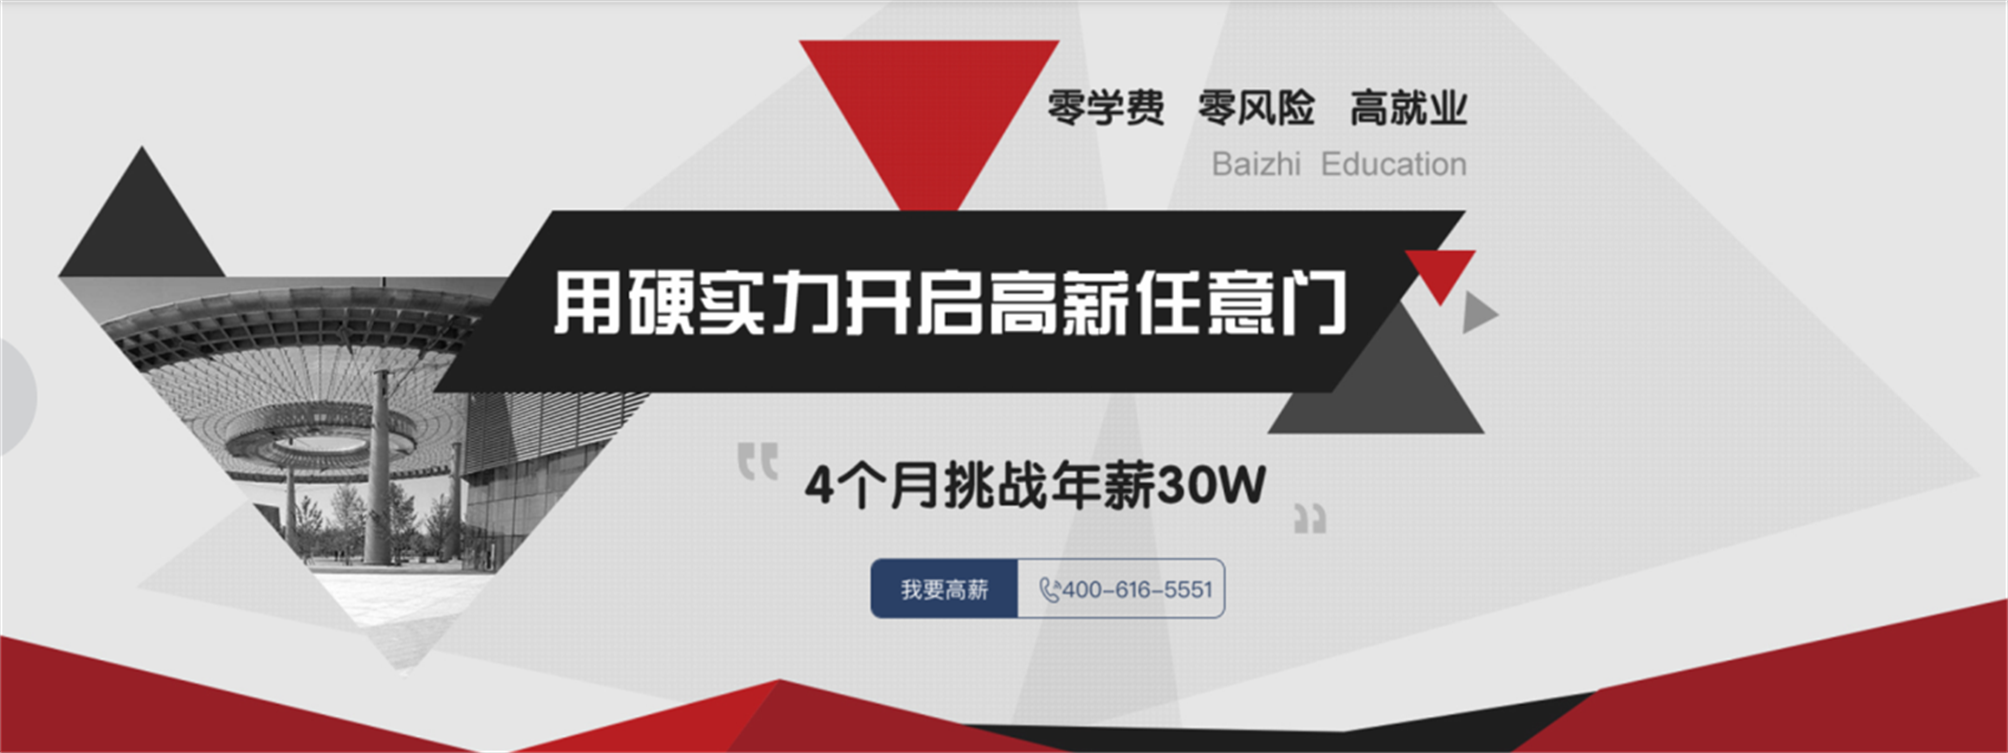 零学费 零风险 高就业
Baizhi Education
用硬实力开启高薪任意门
“4个月挑战年薪30W”
我要高薪 400-616-5551